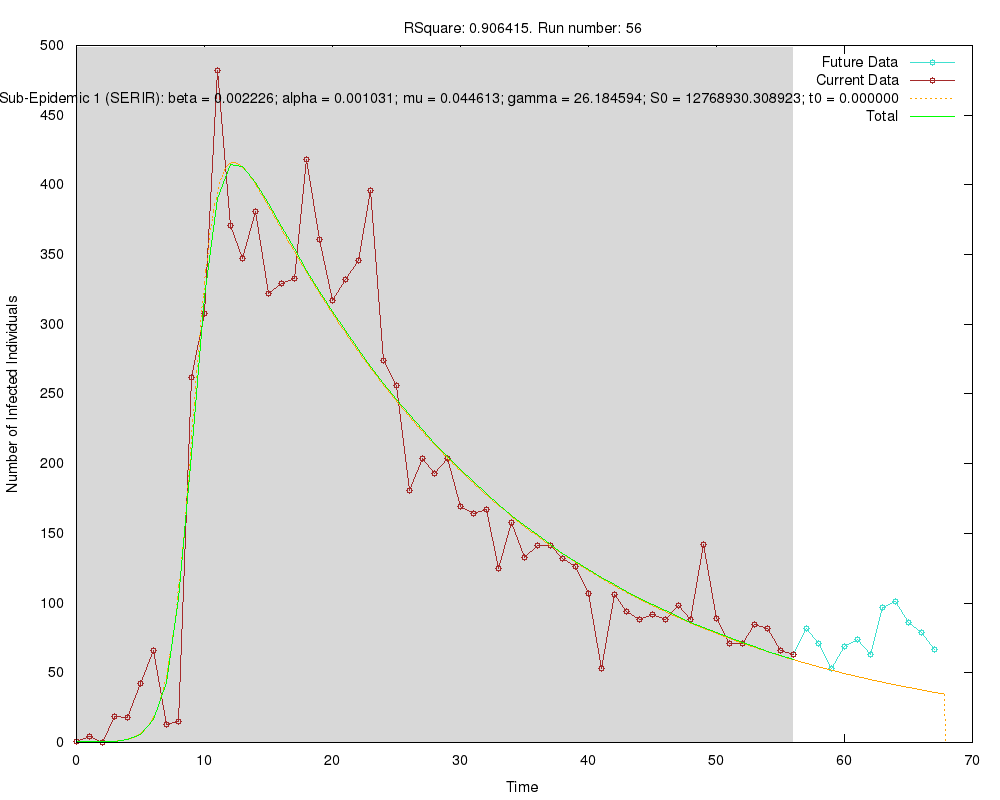 RSquare: 0.906415. Run number: 56
500
Future Data
Current Data
Sub-Epidemic 1 (SERIR): beta = 0.002226; alpha = 0.001031; mu = 0.044613; gamma = 26.184594; S0 = 12768930.308923; t0 = 0.000000
Total
450
400
350
300
250
200
150
100
50
0
Number of Infected Individuals
0 10 20 30 40 50 60 70
Time